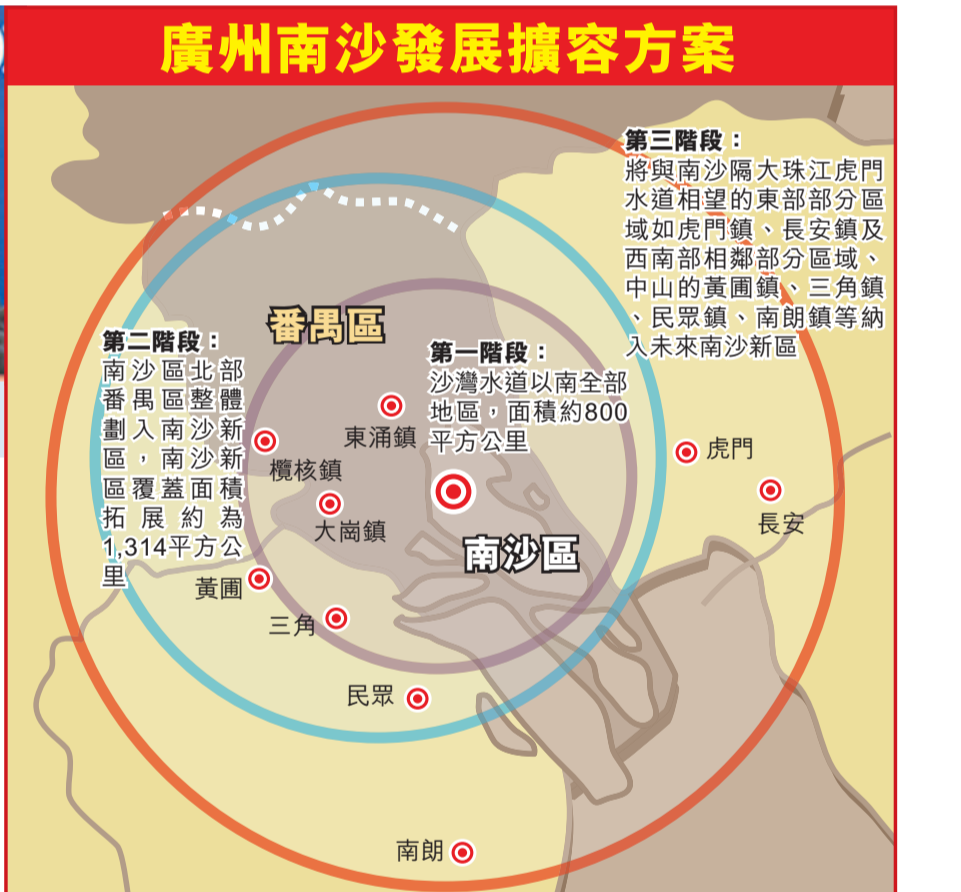 廣州南沙發展擴容方案
第三階段：
將與南沙隔大珠江虎門
水道相望的東部部分區
域如虎門鎮、長安鎮及
西南部相鄰部分區域、
中山的黃圃鎮、三角鎮
、民眾鎮、南朗鎮等納
入未來南沙新區
番禺區
第二階段：
南沙區北部
番禺區整體
劃入南沙新
區，南沙新
區覆蓋面積
拓展約為
1,314平方公
里
第一階段：
沙灣水道以南全部
地區，面積約800
平方公里
東涌鎮
欖核鎮
大崗鎮
虎門
長安
南沙區
黃圃
三角
民眾
南朗